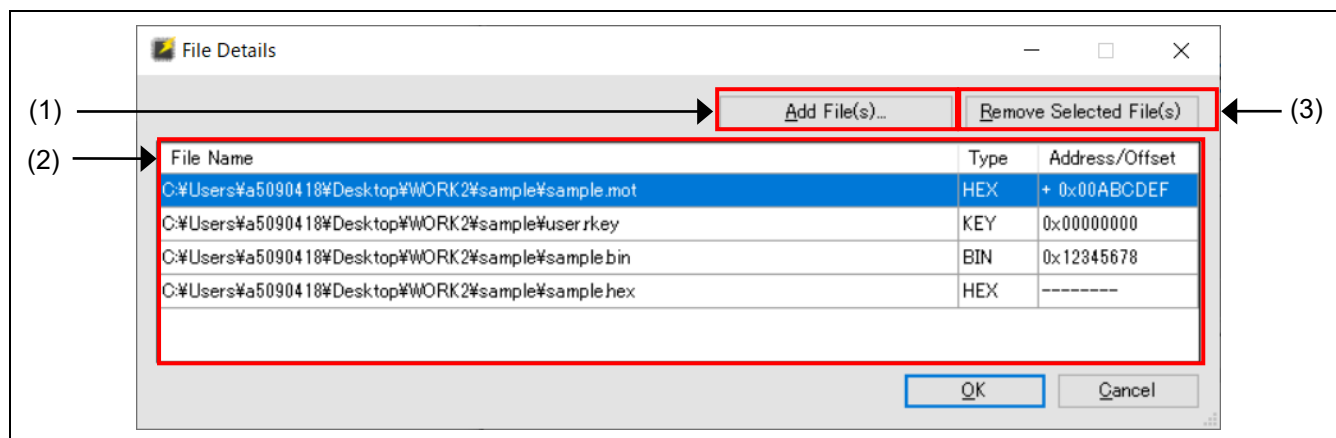 File Details
(1)
Add File(s)...
Remove Selected File(s)
(3)
(2)
File Name Type Address/Offset
C:¥Users¥a5090418¥Desktop¥WORK2¥sample¥sample.mot HEX + 0x00ABCDEF
C:¥Users¥a5090418¥Desktop¥WORK2¥sample¥user.rkey KEY 0x00000000
C:¥Users¥a5090418¥Desktop¥WORK2¥sample¥sample.bin BIN 0x12345678
C:¥Users¥a5090418¥Desktop¥WORK2¥sample¥sample.hex HEX --------
OK Cancel